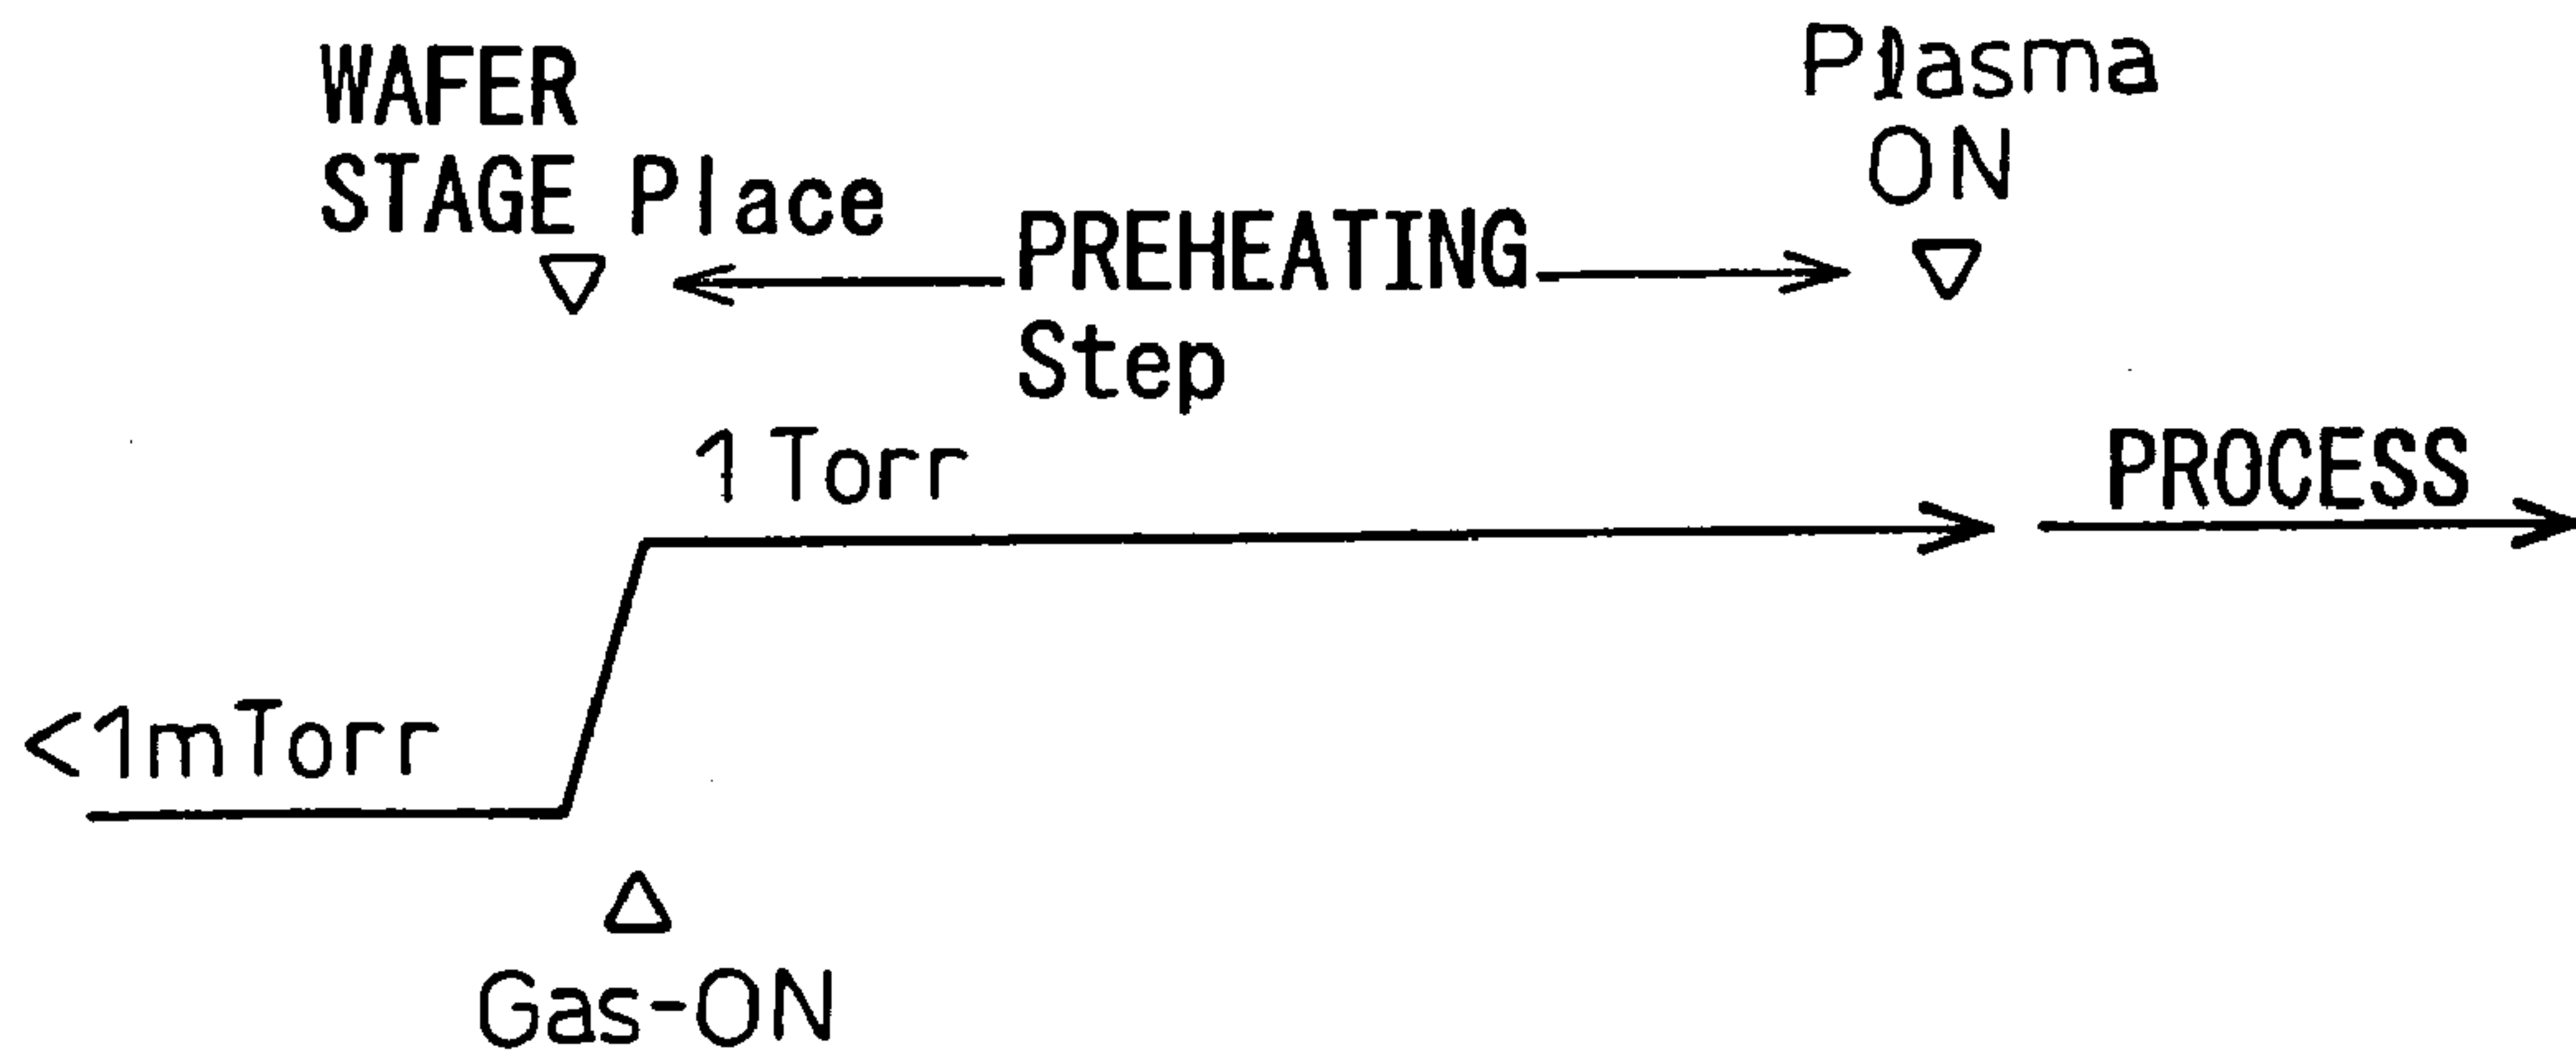 WAFER
STAGE Place
Plasma
ON
PREHEATING
Step
1 Torr
PROCESS
<1mTorr
Gas-ON